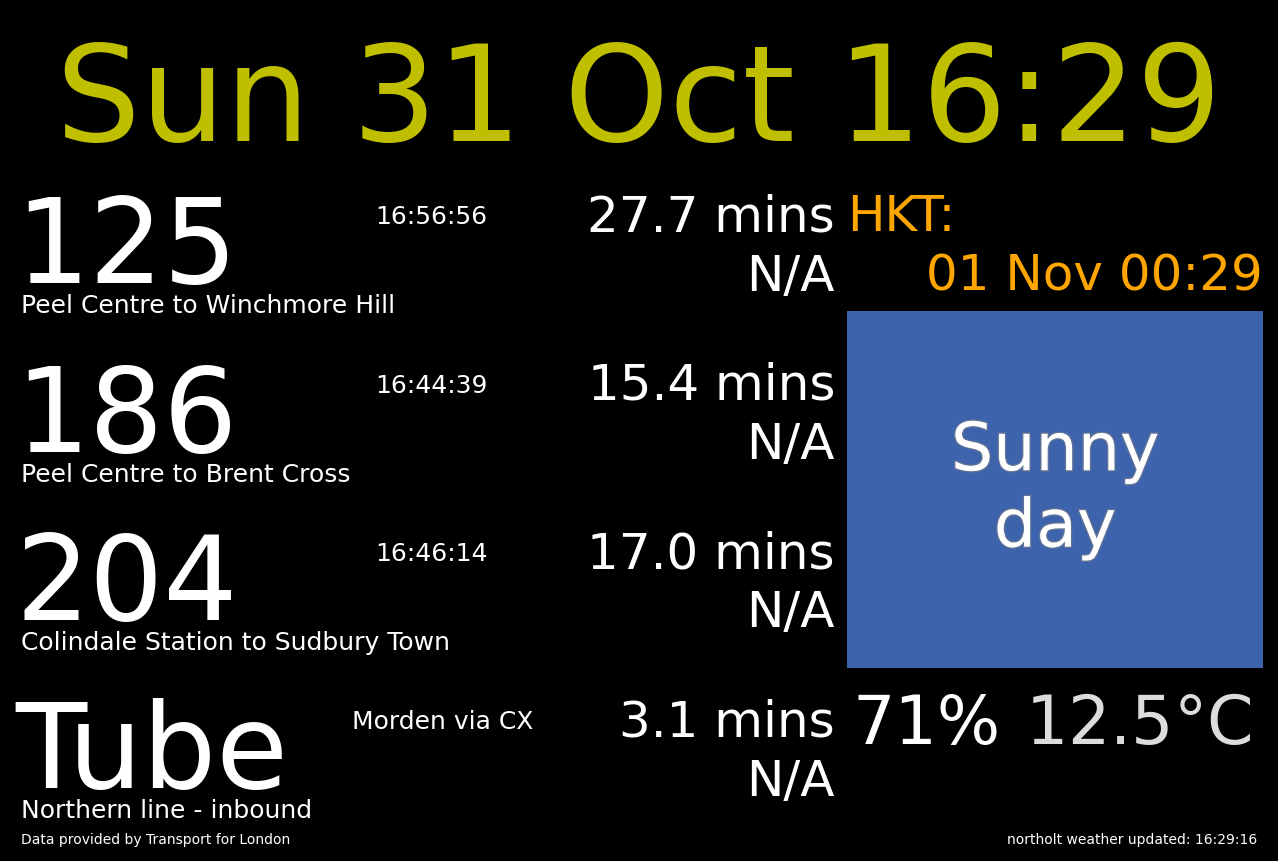 Sun 31 Oct 16:29
125 16:56:56 27.7 mins
N/A
Peel Centre to Winchmore Hill
186 16:44:39 15.4 mins
N/A
Peel Centre to Brent Cross
204 16:46:14 17.0 mins
N/A
Colindale Station to Sudbury Town
Tube Morden via CX 3.1 mins
N/A
Northern line - inbound
Data provided by Transport for London
HKT:
01 Nov 00:29
Sunny
day
71% 12.5°C
northolt weather updated: 16:29:16